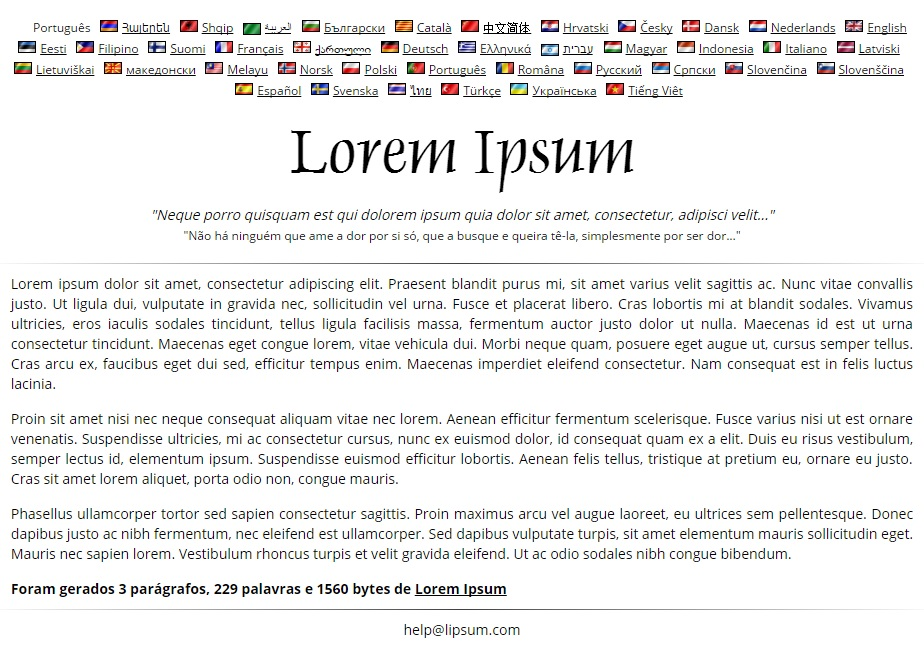 Português Հայերեն Shqip العربية Български Català 中文简体 Hrvatski Česky Dansk Nederlands English
Eesti Filipino Suomi Français ქართული Deutsch Ελληνικά עברית Magyar Indonesia Italiano Latviski
Lietuviškai македонски Melayu Norsk Polski Português Româna Pyccкий Српски Slovenčina Slovenščina
Español Svenska ไทย Türkçe Українська Tiếng Việt
Lorem Ipsum
"Neque porro quisquam est qui dolorem ipsum quia dolor sit amet, consectetur, adipisci velit..."
"Não há ninguém que ame a dor por si só, que a busque e queira tê-la, simplesmente por ser dor..."
Lorem ipsum dolor sit amet, consectetur adipiscing elit. Praesent blandit purus mi, sit amet varius velit sagittis ac. Nunc vitae convallis
justo. Ut ligula dui, vulputate in gravida nec, sollicitudin vel urna. Fusce et placerat libero. Cras lobortis mi at blandit sodales. Vivamus
ultricies, eros iaculis sodales tincidunt, tellus ligula facilisis massa, fermentum auctor justo dolor ut nulla. Maecenas id est ut urna
consectetur tincidunt. Maecenas eget congue lorem, vitae vehicula dui. Morbi neque quam, posuere eget augue ut, cursus semper tellus.
Cras arcu ex, faucibus eget dui sed, efficitur tempus enim. Maecenas imperdiet eleifend consectetur. Nam consequat est in felis luctus
lacinia.
Proin sit amet nisi nec neque consequat aliquam vitae nec lorem. Aenean efficitur fermentum scelerisque. Fusce varius nisi ut est ornare
venenatis. Suspendisse ultricies, mi ac consectetur cursus, nunc ex euismod dolor, id consequat quam ex a elit. Duis eu risus vestibulum,
semper lectus id, elementum ipsum. Suspendisse euismod efficitur lobortis. Aenean felis tellus, tristique at pretium eu, ornare eu justo.
Cras sit amet lorem aliquet, porta odio non, congue mauris.
Phasellus ullamcorper tortor sed sapien consectetur sagittis. Proin maximus arcu vel augue laoreet, eu ultrices sem pellentesque. Donec
dapibus justo ac nibh fermentum, nec eleifend est ullamcorper. Sed dapibus vulputate turpis, sit amet elementum mauris sollicitudin eget.
Mauris nec sapien lorem. Vestibulum rhoncus turpis et velit gravida eleifend. Ut ac odio sodales nibh congue bibendum.
Foram gerados 3 parágrafos, 229 palavras e 1560 bytes de Lorem Ipsum
help@lipsum.com